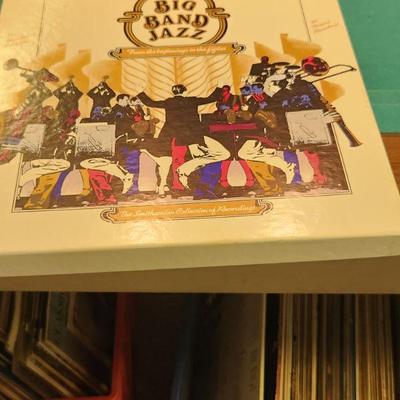 BIG
BAND
JAZZ
From the beginnings to the fifties
The Smithsonian Collection of Recordings